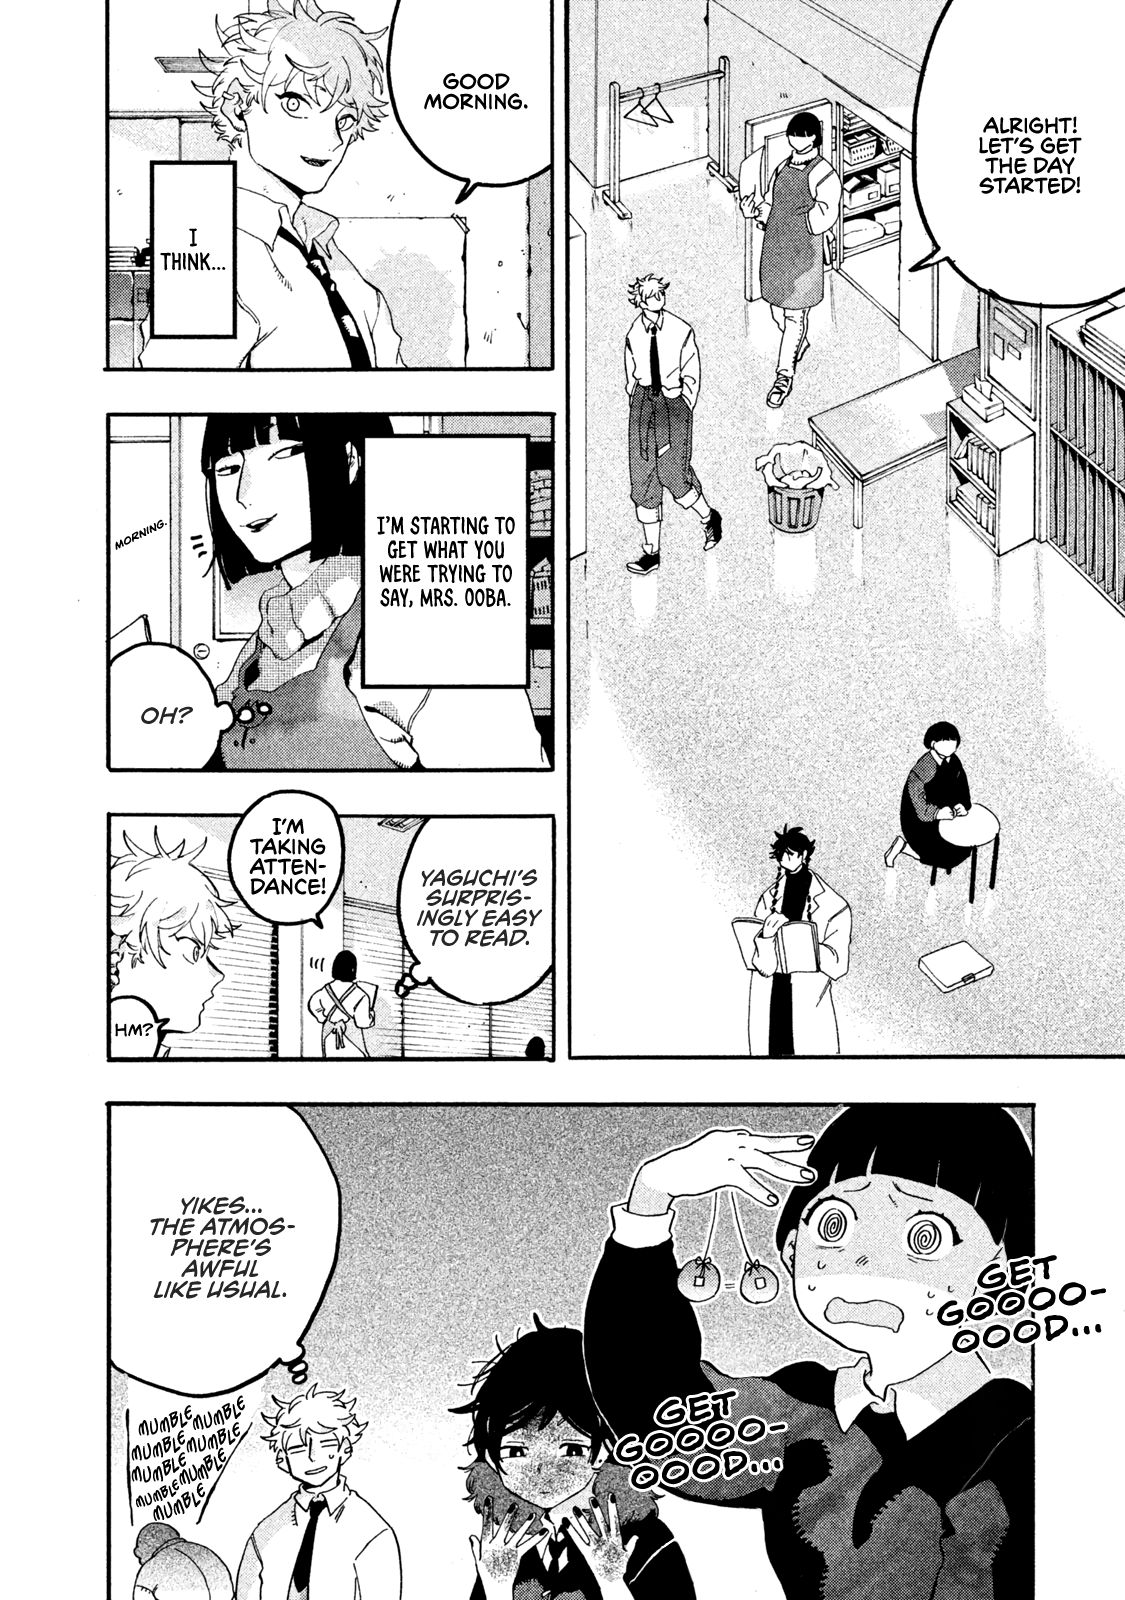 ALRIGHT!
LET'S GET
THE DAY
STARTED!
GOOD
MORNING.
I
THINK...
MORNING.
I'M STARTING TO
GET WHAT YOU
WERE TRYING TO
SAY, MRS. OOBA.
OH?
I'M
TAKING
ATTEN-
DANCE!
YAGUCHI'S
SURPRIS-
INGLY EASY
TO READ.
HM?
YIKES...
THE ATMOS-
PHERE'S
AWFUL
LIKE USUAL.
GET
GOOOO-
OOOD...
GET
GOOOO-
OOOD...
MUMBLE MUMBLE
MUMBLE MUMBLE
MUMBLE MUMBLE
MUMBLE MUMBLE
MUMBLE